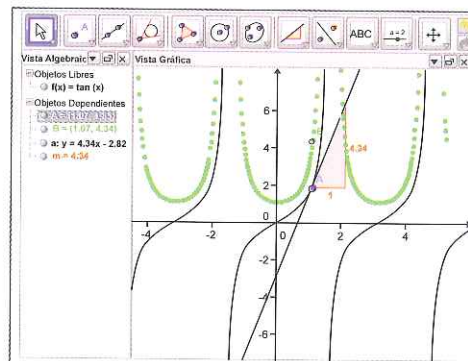 A
ABC
a = 2
Vista Algebraic
Vista Gráfica
Objetos Libres
f(x) = tan (x)
Objetos Dependientes
B = (1.07, 4.34)
a: y = 4.34x - 2.82
m = 4.34
6
4
B
4.34
2
A
1
0
-4
-2
0
2
4
-2
-4
-6